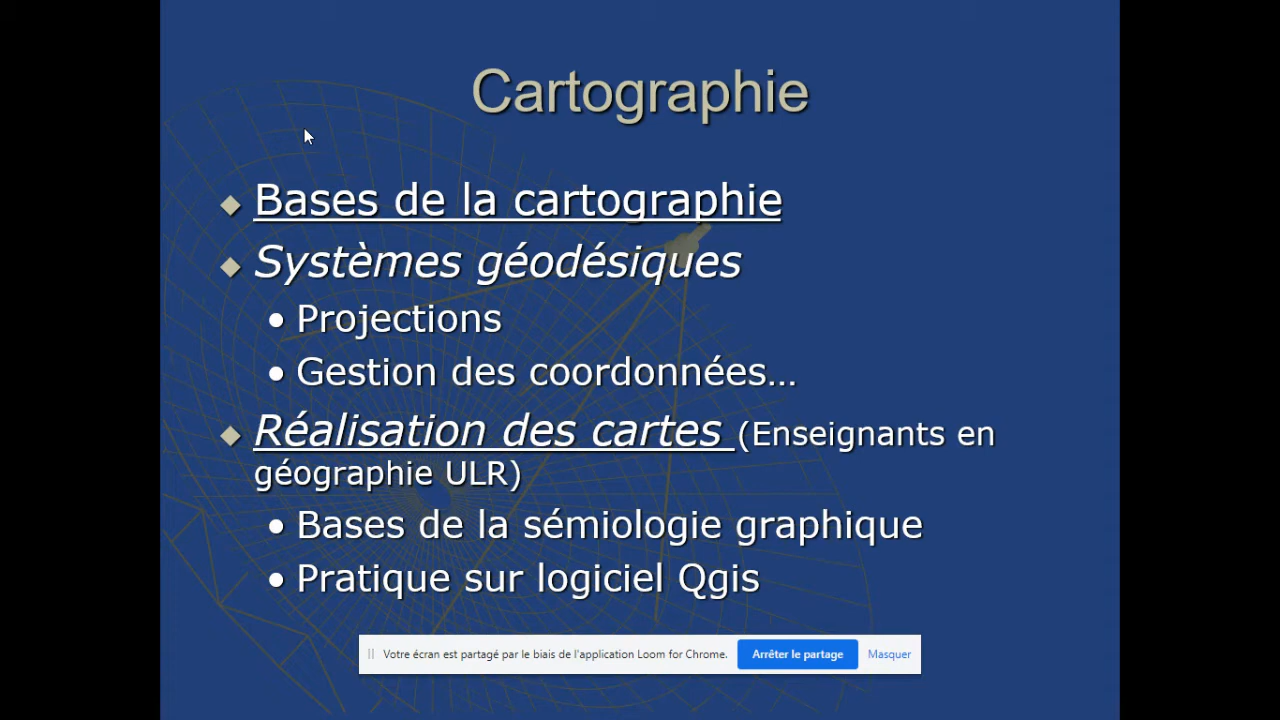 Cartographie
Bases de la cartographie
Systèmes géodésiques
Projections
Gestion des coordonnées…
Réalisation des cartes (Enseignants en
géographie ULR)
Bases de la sémiologie graphique
Pratique sur logiciel Qgis
Votre écran est partagé par le biais de l'application Loom for Chrome. Arrêter le partage Masquer